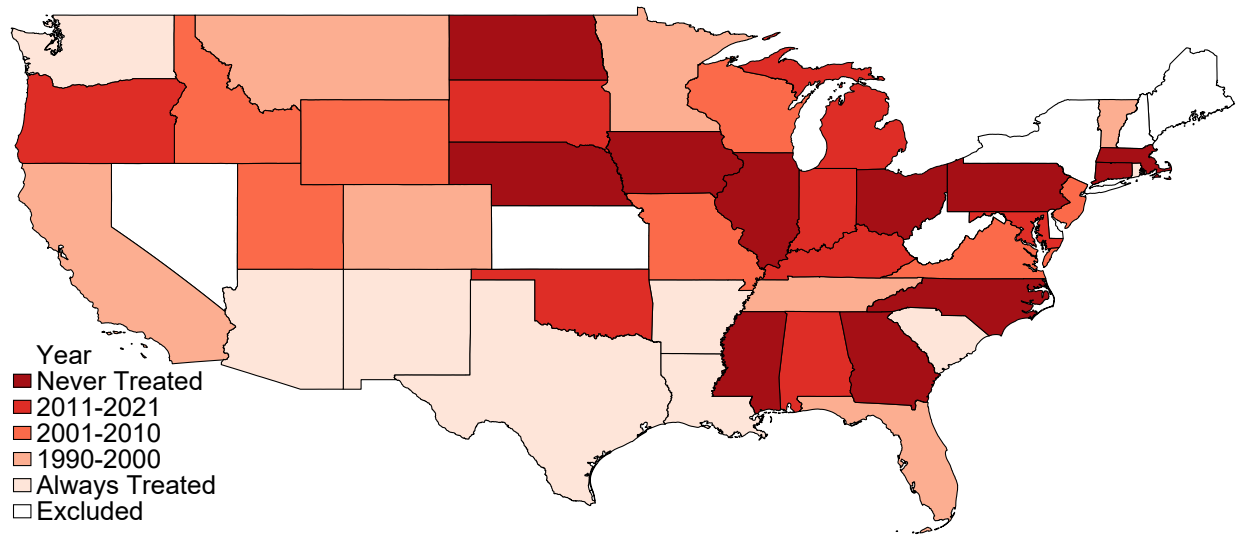 Year
Never Treated
2011-2021
2001-2010
1990-2000
Always Treated
Excluded